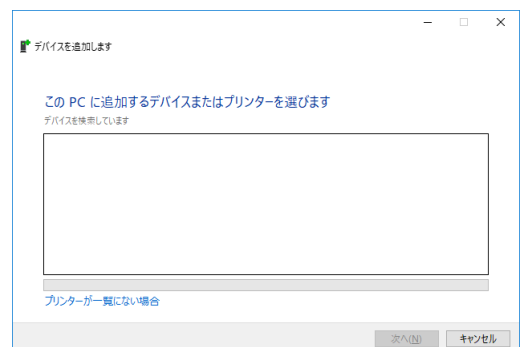 デバイスを追加します
この PC に追加するデバイスまたはプリンターを選びます
デバイスを検索しています
プリンターが一覧にない場合
次へ(N)
キャンセル